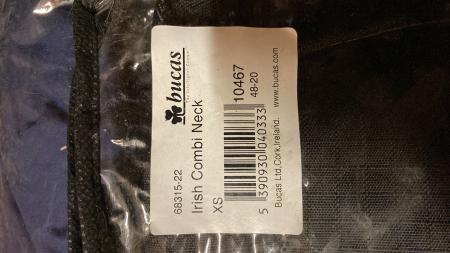 bucas
68315-22
Irish Combi Neck
XS
10467
48-20
5 390930 040333
Bucas Ltd.Cork.Ireland. www.bucas.com